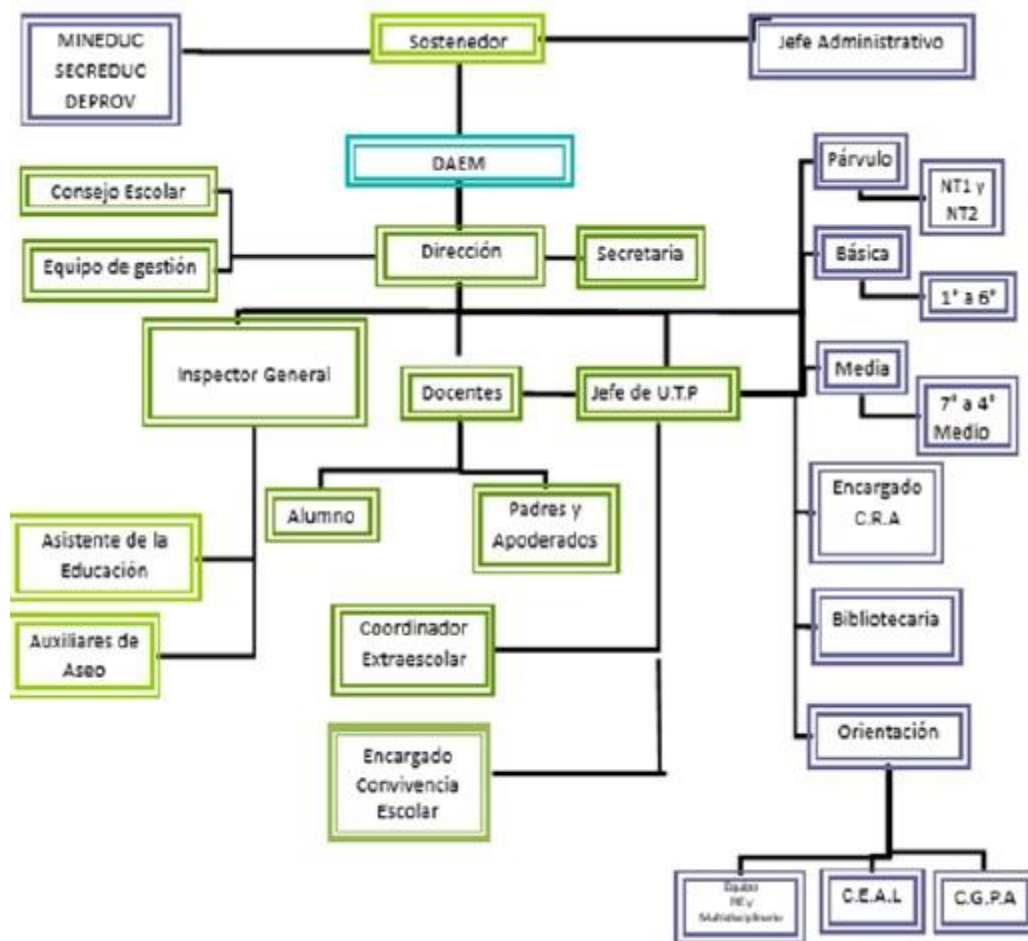 MINEDUC
SECREDUC
DEPROV
Sostenedor
Jefe Administrativo
DAEM
Consejo Escolar
Equipo de gestión
Dirección
Secretaria
Párvulo
NT1 y
NT2
Básica
1° a 6°
Inspector General
Docentes
Jefe de U.T.P
Media
7° a 4°
Medio
Alumno
Padres y
Apoderados
Encargado
C.R.A
Asistente de la
Educación
Auxiliares de
Aseo
Coordinador
Extraescolar
Bibliotecaria
Encargado
Convivencia
Escolar
Orientación
Equipo
Multidisciplinario
C.E.A.L
C.G.P.A